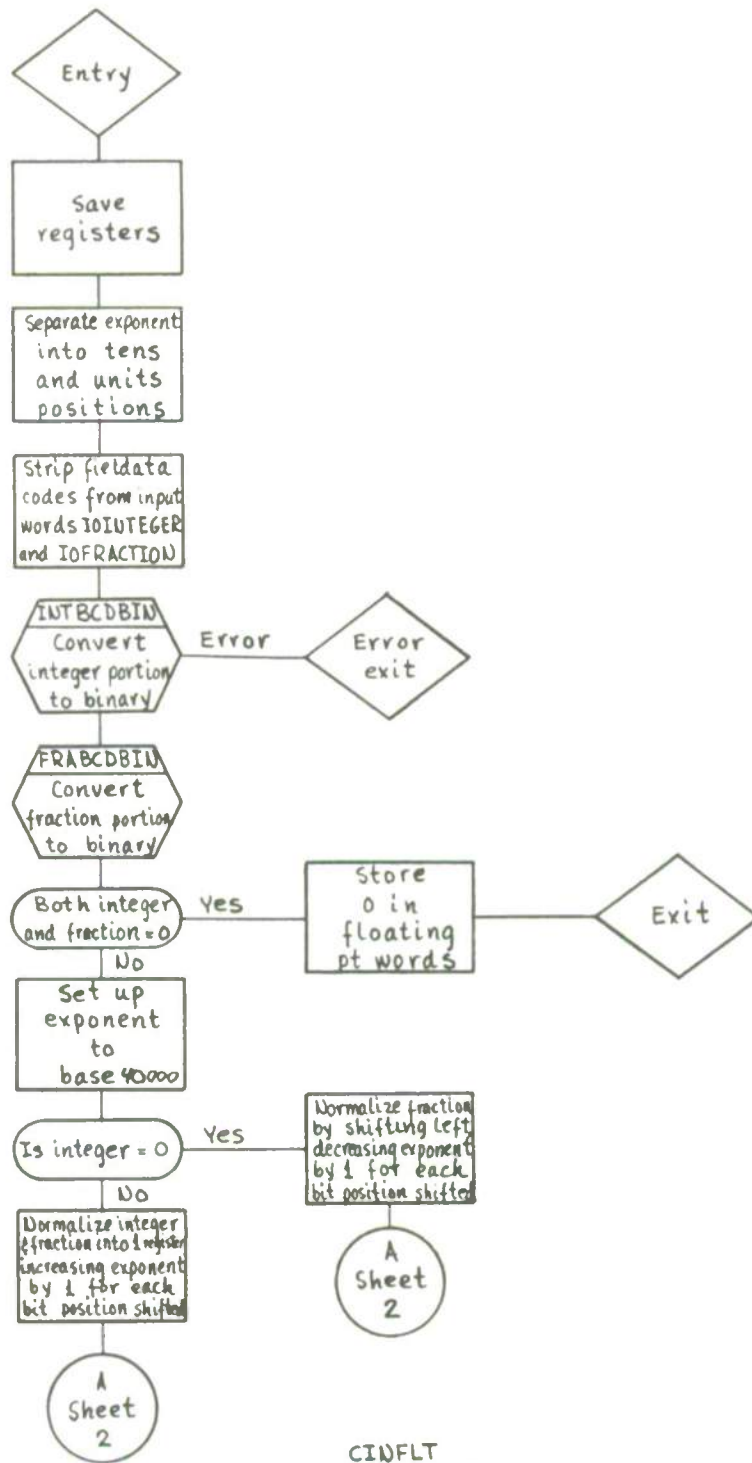 Entry
Save
registers
Separate exponent
into tens
and units
positions
Strip fieldata
codes from input
words IOINTEGER
and IOFRACTION
INTBCDBIN
Convert
integer portion
to binary
Error
Error
exit
FRABCDBIN
Convert
fraction portion
to binary
Both integer
and fraction = 0
Yes
Store
0 in
floating
pt words
Exit
No
Set up
exponent
to
base 40000
Is integer = 0
Yes
Normalize fraction
by shifting left
decreasing exponent
by 1 for each
bit position shifted
No
Normalize integer
& fraction into 1 register
increasing exponent
by 1 for each
bit position shifted
A
Sheet
2
A
Sheet
2
CINFLT